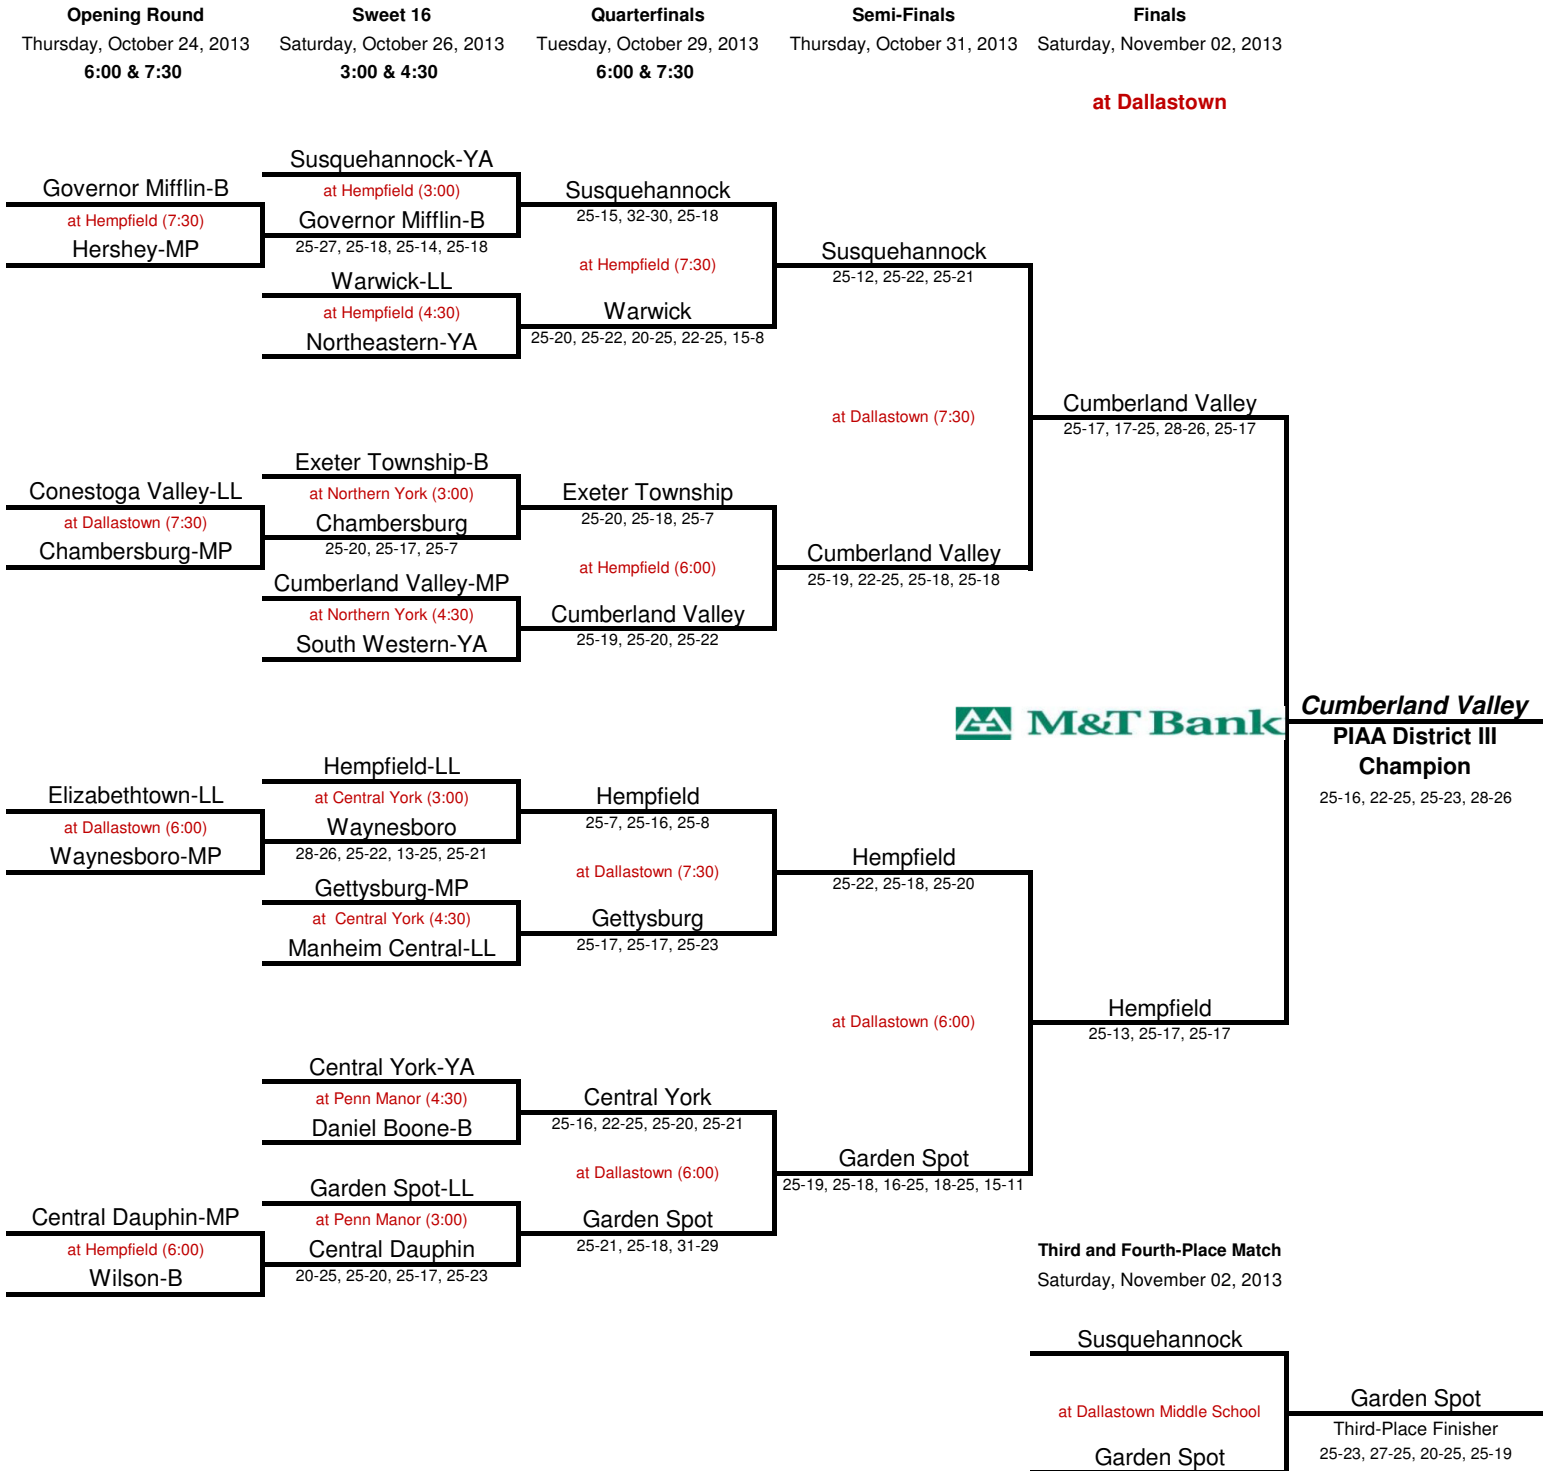 Opening Round
Thursday, October 24, 2013
6:00 & 7:30
Sweet 16
Saturday, October 26, 2013
3:00 & 4:30
Quarterfinals
Tuesday, October 29, 2013
6:00 & 7:30
Semi-Finals
Thursday, October 31, 2013
Finals
Saturday, November 02, 2013
at Dallastown
Governor Mifflin-B
at Hempfield (7:30)
Hershey-MP
Conestoga Valley-LL
at Dallastown (7:30)
Chambersburg-MP
Elizabethtown-LL
at Dallastown (6:00)
Waynesboro-MP
Central Dauphin-MP
at Hempfield (6:00)
Wilson-B
Susquehannock-YA
at Hempfield (3:00)
Governor Mifflin-B
25-27, 25-18, 25-14, 25-18
Warwick-LL
at Hempfield (4:30)
Northeastern-YA
Exeter Township-B
at Northern York (3:00)
Chambersburg
25-20, 25-17, 25-7
Cumberland Valley-MP
at Northern York (4:30)
South Western-YA
Hempfield-LL
at Central York (3:00)
Waynesboro
28-26, 25-22, 13-25, 25-21
Gettysburg-MP
at Central York (4:30)
Manheim Central-LL
Central York-YA
at Penn Manor (4:30)
Daniel Boone-B
Garden Spot-LL
at Penn Manor (3:00)
Central Dauphin
20-25, 25-20, 25-17, 25-23
Susquehannock
25-15, 32-30, 25-18
at Hempfield (7:30)
Warwick
25-20, 25-22, 20-25, 22-25, 15-8
Exeter Township
25-20, 25-18, 25-7
at Hempfield (6:00)
Cumberland Valley
25-19, 25-20, 25-22
Hempfield
25-7, 25-16, 25-8
at Dallastown (7:30)
Gettysburg
25-17, 25-17, 25-23
Central York
25-16, 22-25, 25-20, 25-21
at Dallastown (6:00)
Garden Spot
25-21, 25-18, 31-29
Susquehannock
25-12, 25-22, 25-21
at Dallastown (7:30)
Cumberland Valley
25-19, 22-25, 25-18, 25-18
Hempfield
25-22, 25-18, 25-20
at Dallastown (6:00)
Garden Spot
25-19, 25-18, 16-25, 18-25, 15-11
Cumberland Valley
25-17, 17-25, 28-26, 25-17
M&T Bank
Hempfield
25-13, 25-17, 25-17
Cumberland Valley
PIAA District III
Champion
25-16, 22-25, 25-23, 28-26
Third and Fourth-Place Match
Saturday, November 02, 2013
Susquehannock
at Dallastown Middle School
Garden Spot
Garden Spot
Third-Place Finisher
25-23, 27-25, 20-25, 25-19